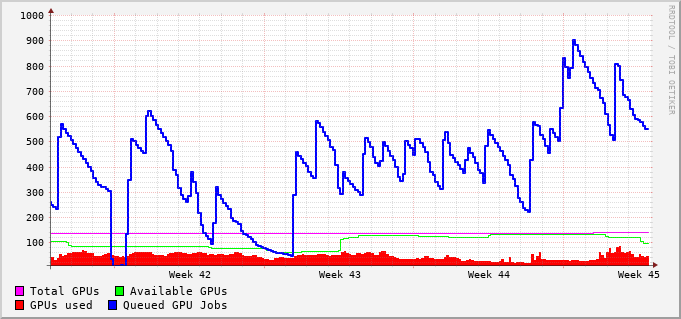 1000
900
800
700
600
500
400
300
200
100
Week 42 Week 43 Week 44 Week 45
Total GPUs Available GPUs
GPUs used Queued GPU Jobs
RRDTOOL / TOBI OETIKER